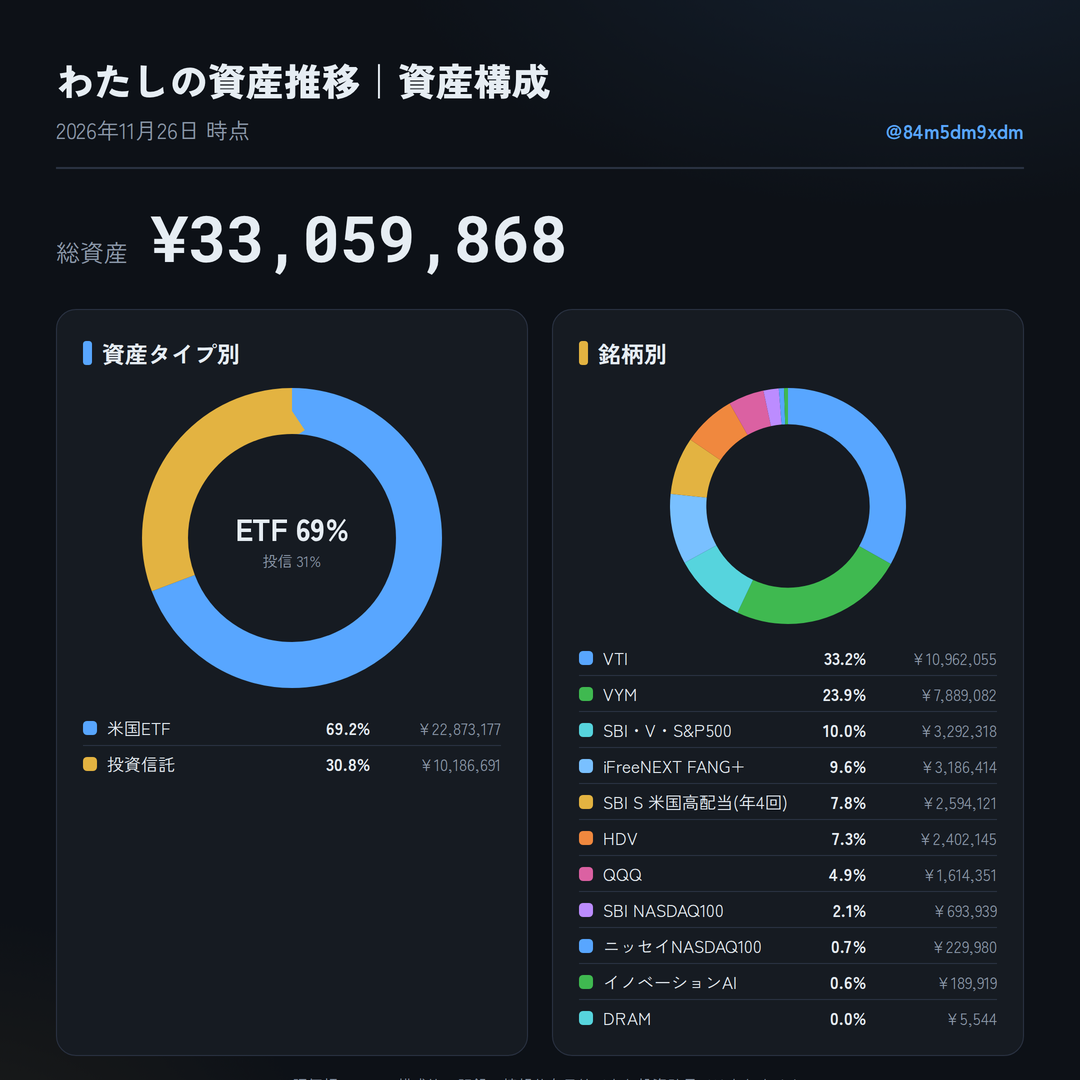 わたしの資産推移｜資産構成
2026年11月26日 時点
@84m5dm9xdm
総資産 ¥33,059,868
資産タイプ別
ETF 69%
投信 31%
米国ETF 69.2% ¥22,873,177
投資信託 30.8% ¥10,186,691
銘柄別
VTI 33.2% ¥10,962,055
VYM 23.9% ¥7,889,082
SBI・V・S&P500 10.0% ¥3,292,318
iFreeNEXT FANG+ 9.6% ¥3,186,414
SBI S 米国高配当(年4回) 7.8% ¥2,594,121
HDV 7.3% ¥2,402,145
QQQ 4.9% ¥1,614,351
SBI NASDAQ100 2.1% ¥693,939
ニッセイNASDAQ100 0.7% ¥229,980
イノベーションAI 0.6% ¥189,919
DRAM 0.0% ¥5,544